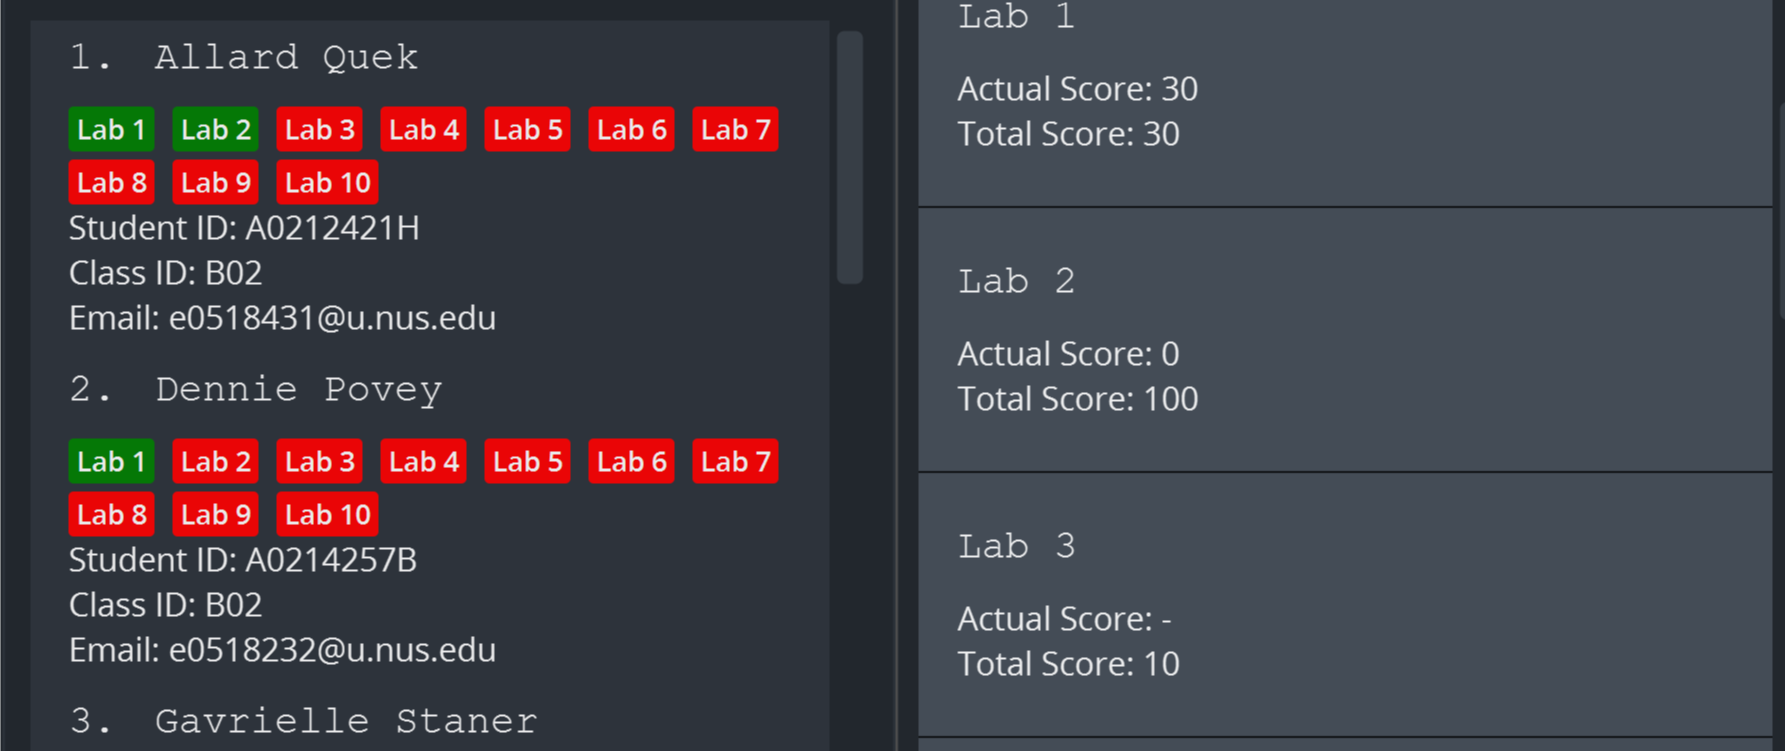 1. Allard Quek
Lab 1 Lab 2 Lab 3 Lab 4 Lab 5 Lab 6 Lab 7
Lab 8 Lab 9 Lab 10
Student ID: A0212421H
Class ID: B02
Email: e0518431@u.nus.edu
2. Dennie Povey
Lab 1 Lab 2 Lab 3 Lab 4 Lab 5 Lab 6 Lab 7
Lab 8 Lab 9 Lab 10
Student ID: A0214257B
Class ID: B02
Email: e0518232@u.nus.edu
3. Gavrielle Staner
Lab 1
Actual Score: 30
Total Score: 30
Lab 2
Actual Score: 0
Total Score: 100
Lab 3
Actual Score: -
Total Score: 10